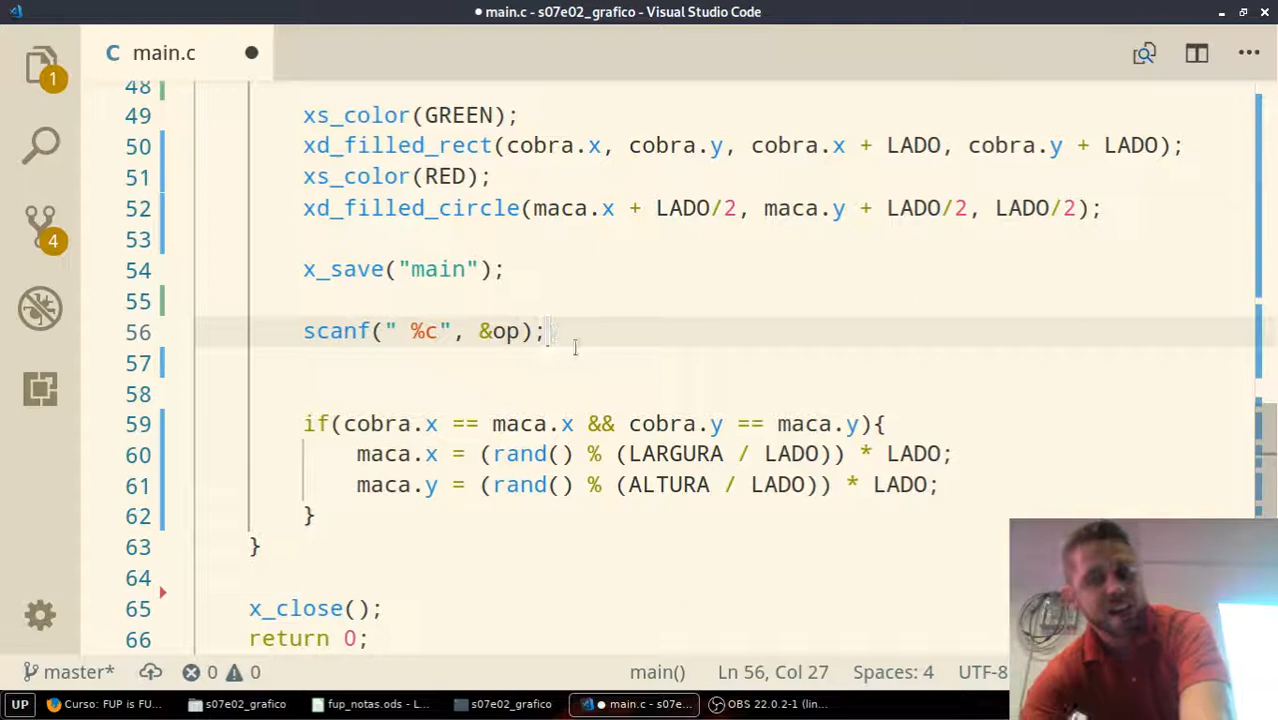 ● main.c - s07e02_grafico - Visual Studio Code
1
4
C main.c ●
48
49 xs_color(GREEN);
50 xd_filled_rect(cobra.x, cobra.y, cobra.x + LADO, cobra.y + LADO);
51 xs_color(RED);
52 xd_filled_circle(maca.x + LADO/2, maca.y + LADO/2, LADO/2);
53
54 x_save("main");
55
56 scanf(" %c", &op);
57
58
59 if(cobra.x == maca.x && cobra.y == maca.y){
60 maca.x = (rand() % (LARGURA / LADO)) * LADO;
61 maca.y = (rand() % (ALTURA / LADO)) * LADO;
62 }
63 }
64
65 x_close();
66 return 0;
master* 0 0 main() Ln 56, Col 27 Spaces: 4 UTF-8
UP Curso: FUP is FU... s07e02_grafico fup_notas.ods - L... s07e02_grafico ● main.c - s07e... OBS 22.0.2-1 (lin...